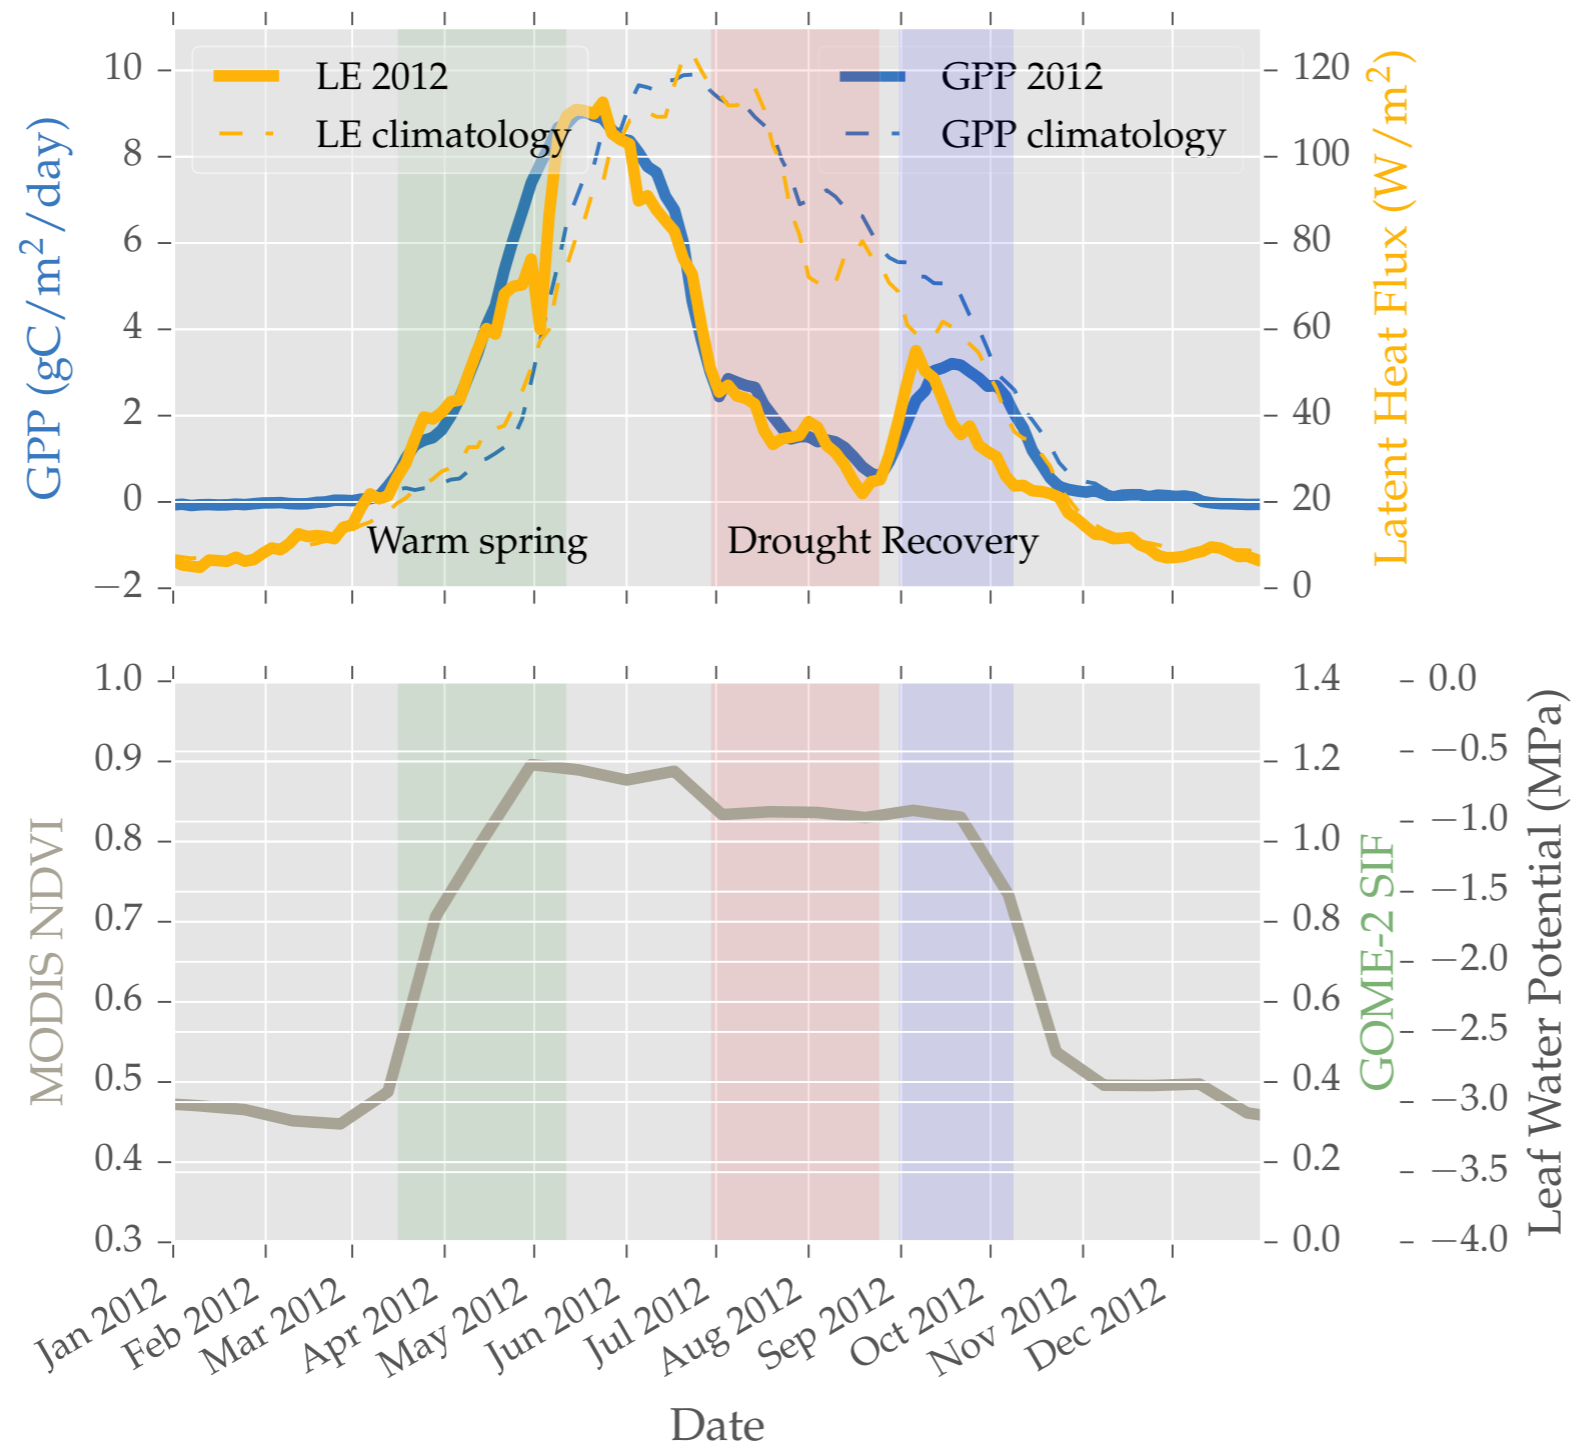 LE 2012
LE climatology
GPP 2012
GPP climatology
10
8
6
4
2
0
−2
GPP (gC/m²/day)
120
100
80
60
40
20
0
Latent Heat Flux (W/m²)
Warm spring
Drought
Recovery
1.0
0.9
0.8
0.7
0.6
0.5
0.4
0.3
MODIS NDVI
1.4
1.2
1.0
0.8
0.6
0.4
0.2
0.0
GOME-2 SIF
0.0
−0.5
−1.0
−1.5
−2.0
−2.5
−3.0
−3.5
−4.0
Leaf Water Potential (MPa)
Jan 2012
Feb 2012
Mar 2012
Apr 2012
May 2012
Jun 2012
Jul 2012
Aug 2012
Sep 2012
Oct 2012
Nov 2012
Dec 2012
Date